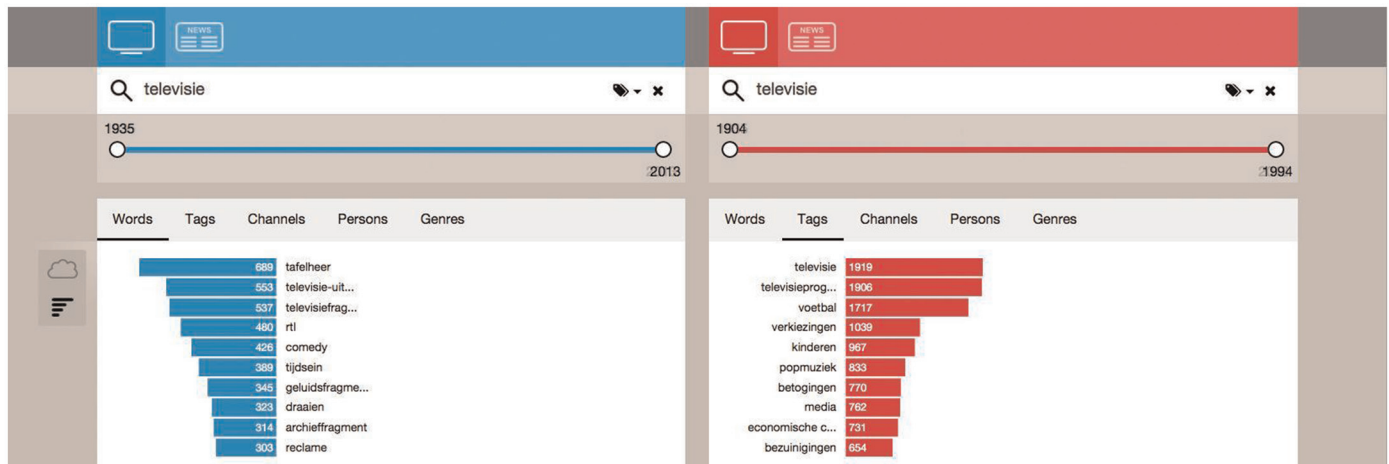 NEWS
televisie
1935
2013
Words Tags Channels Persons Genres
689 tafelheer
553 televisie-uit...
537 televisiefrag...
480 rtl
426 comedy
389 tijdsein
345 geluidsfragme...
323 draaien
314 archieffragment
303 reclame
NEWS
televisie
1904
1994
Words Tags Channels Persons Genres
televisie 1919
televisieprog... 1906
voetbal 1717
verkiezingen 1039
kinderen 967
popmuziek 833
betogingen 770
media 762
economische c... 731
bezuinigingen 654